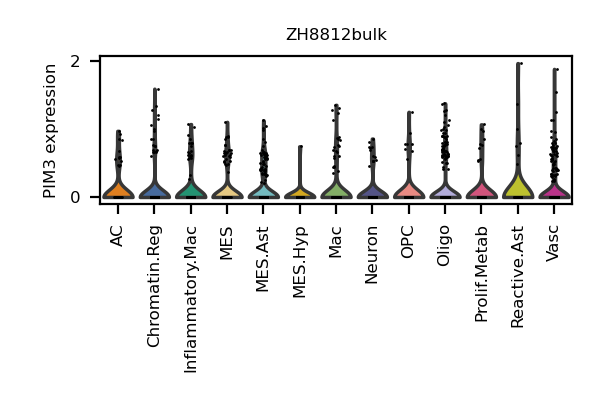 ZH8812bulk
PIM3 expression
2
0
AC
Chromatin.Reg
Inflammatory.Mac
MES
MES.Ast
MES.Hyp
Mac
Neuron
OPC
Oligo
Prolif.Metab
Reactive.Ast
Vasc